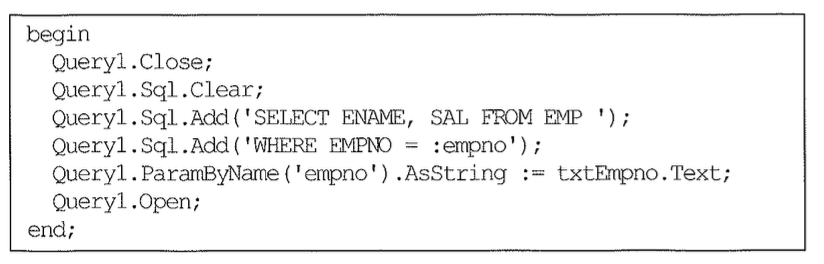 begin
Query1.Close;
Query1.Sql.Clear;
Query1.Sql.Add('SELECT ENAME, SAL FROM EMP ');
Query1.Sql.Add('WHERE EMPNO = :empno');
Query1.ParamByName('empno').AsString := txtEmpno.Text;
Query1.Open;
end;